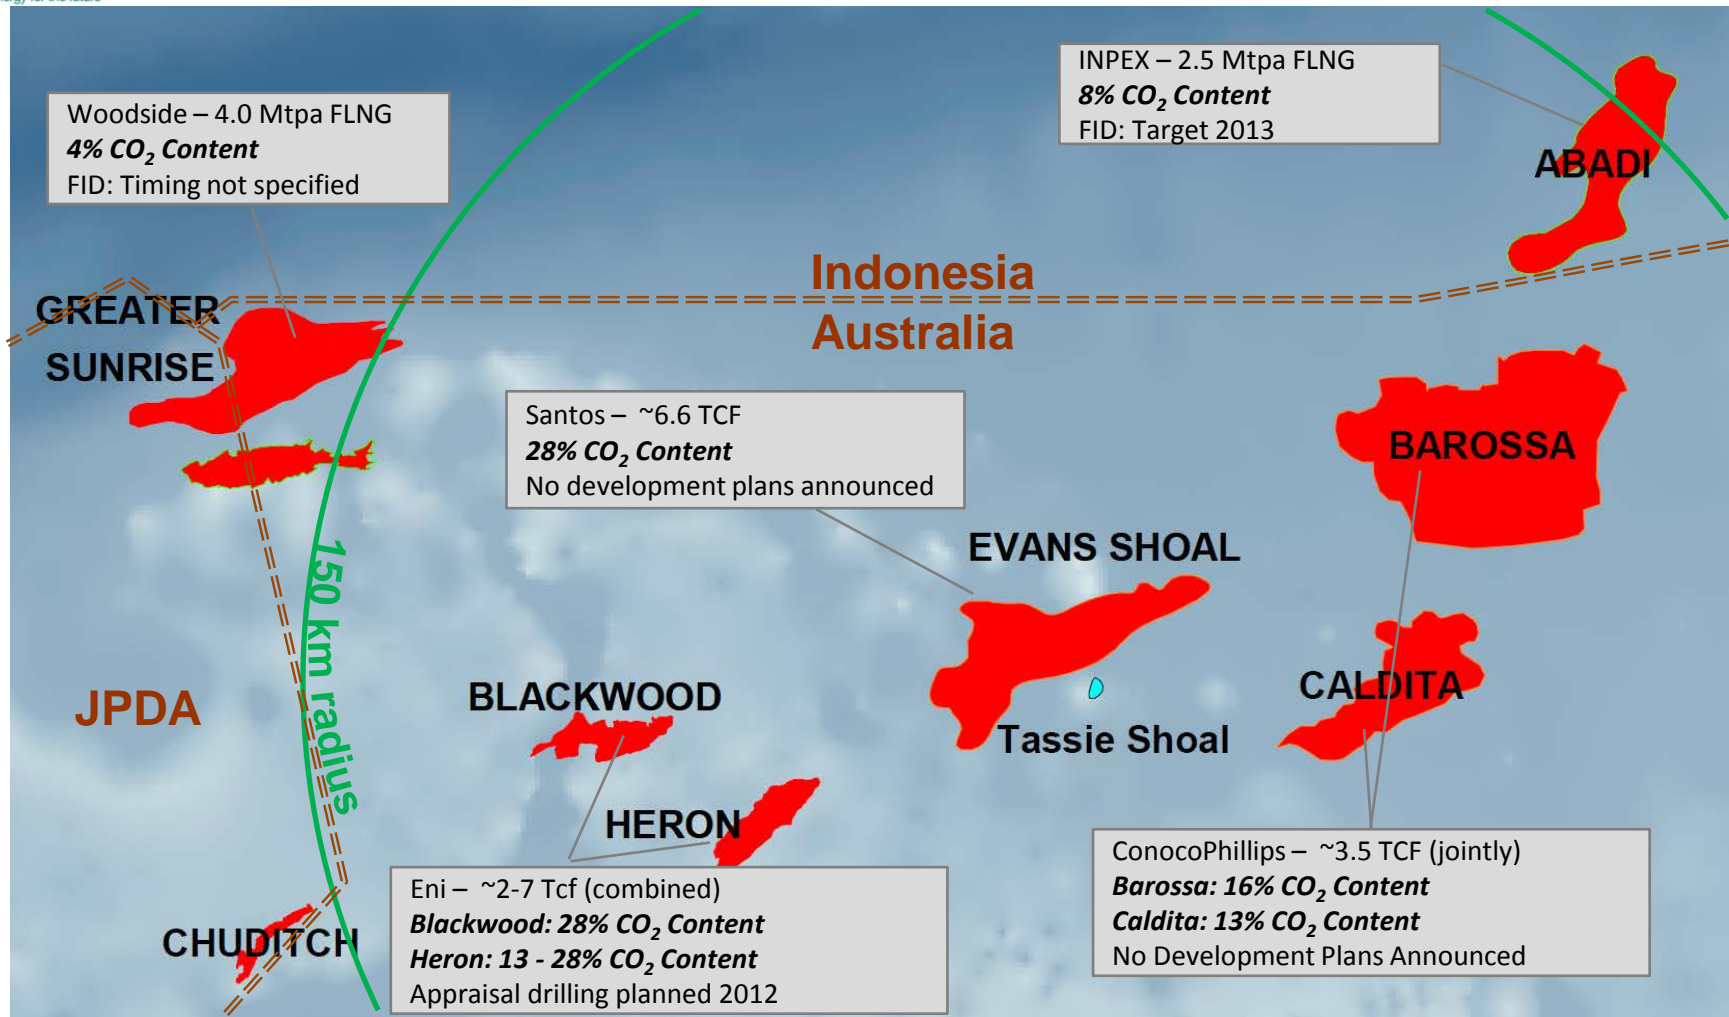 energy for the future
INPEX – 2.5 Mtpa FLNG
8% CO₂ Content
FID: Target 2013
Woodside – 4.0 Mtpa FLNG
4% CO₂ Content
FID: Timing not specified
ABADI
Indonesia
Australia
GREATER
SUNRISE
Santos – ~6.6 TCF
28% CO₂ Content
No development plans announced
BAROSSA
EVANS SHOAL
150 km radius
JPDA
BLACKWOOD
CALDITA
Tassie Shoal
HERON
ConocoPhillips – ~3.5 TCF (jointly)
Barossa: 16% CO₂ Content
Caldita: 13% CO₂ Content
No Development Plans Announced
Eni – ~2-7 Tcf (combined)
Blackwood: 28% CO₂ Content
Heron: 13 - 28% CO₂ Content
Appraisal drilling planned 2012
CHUDITCH